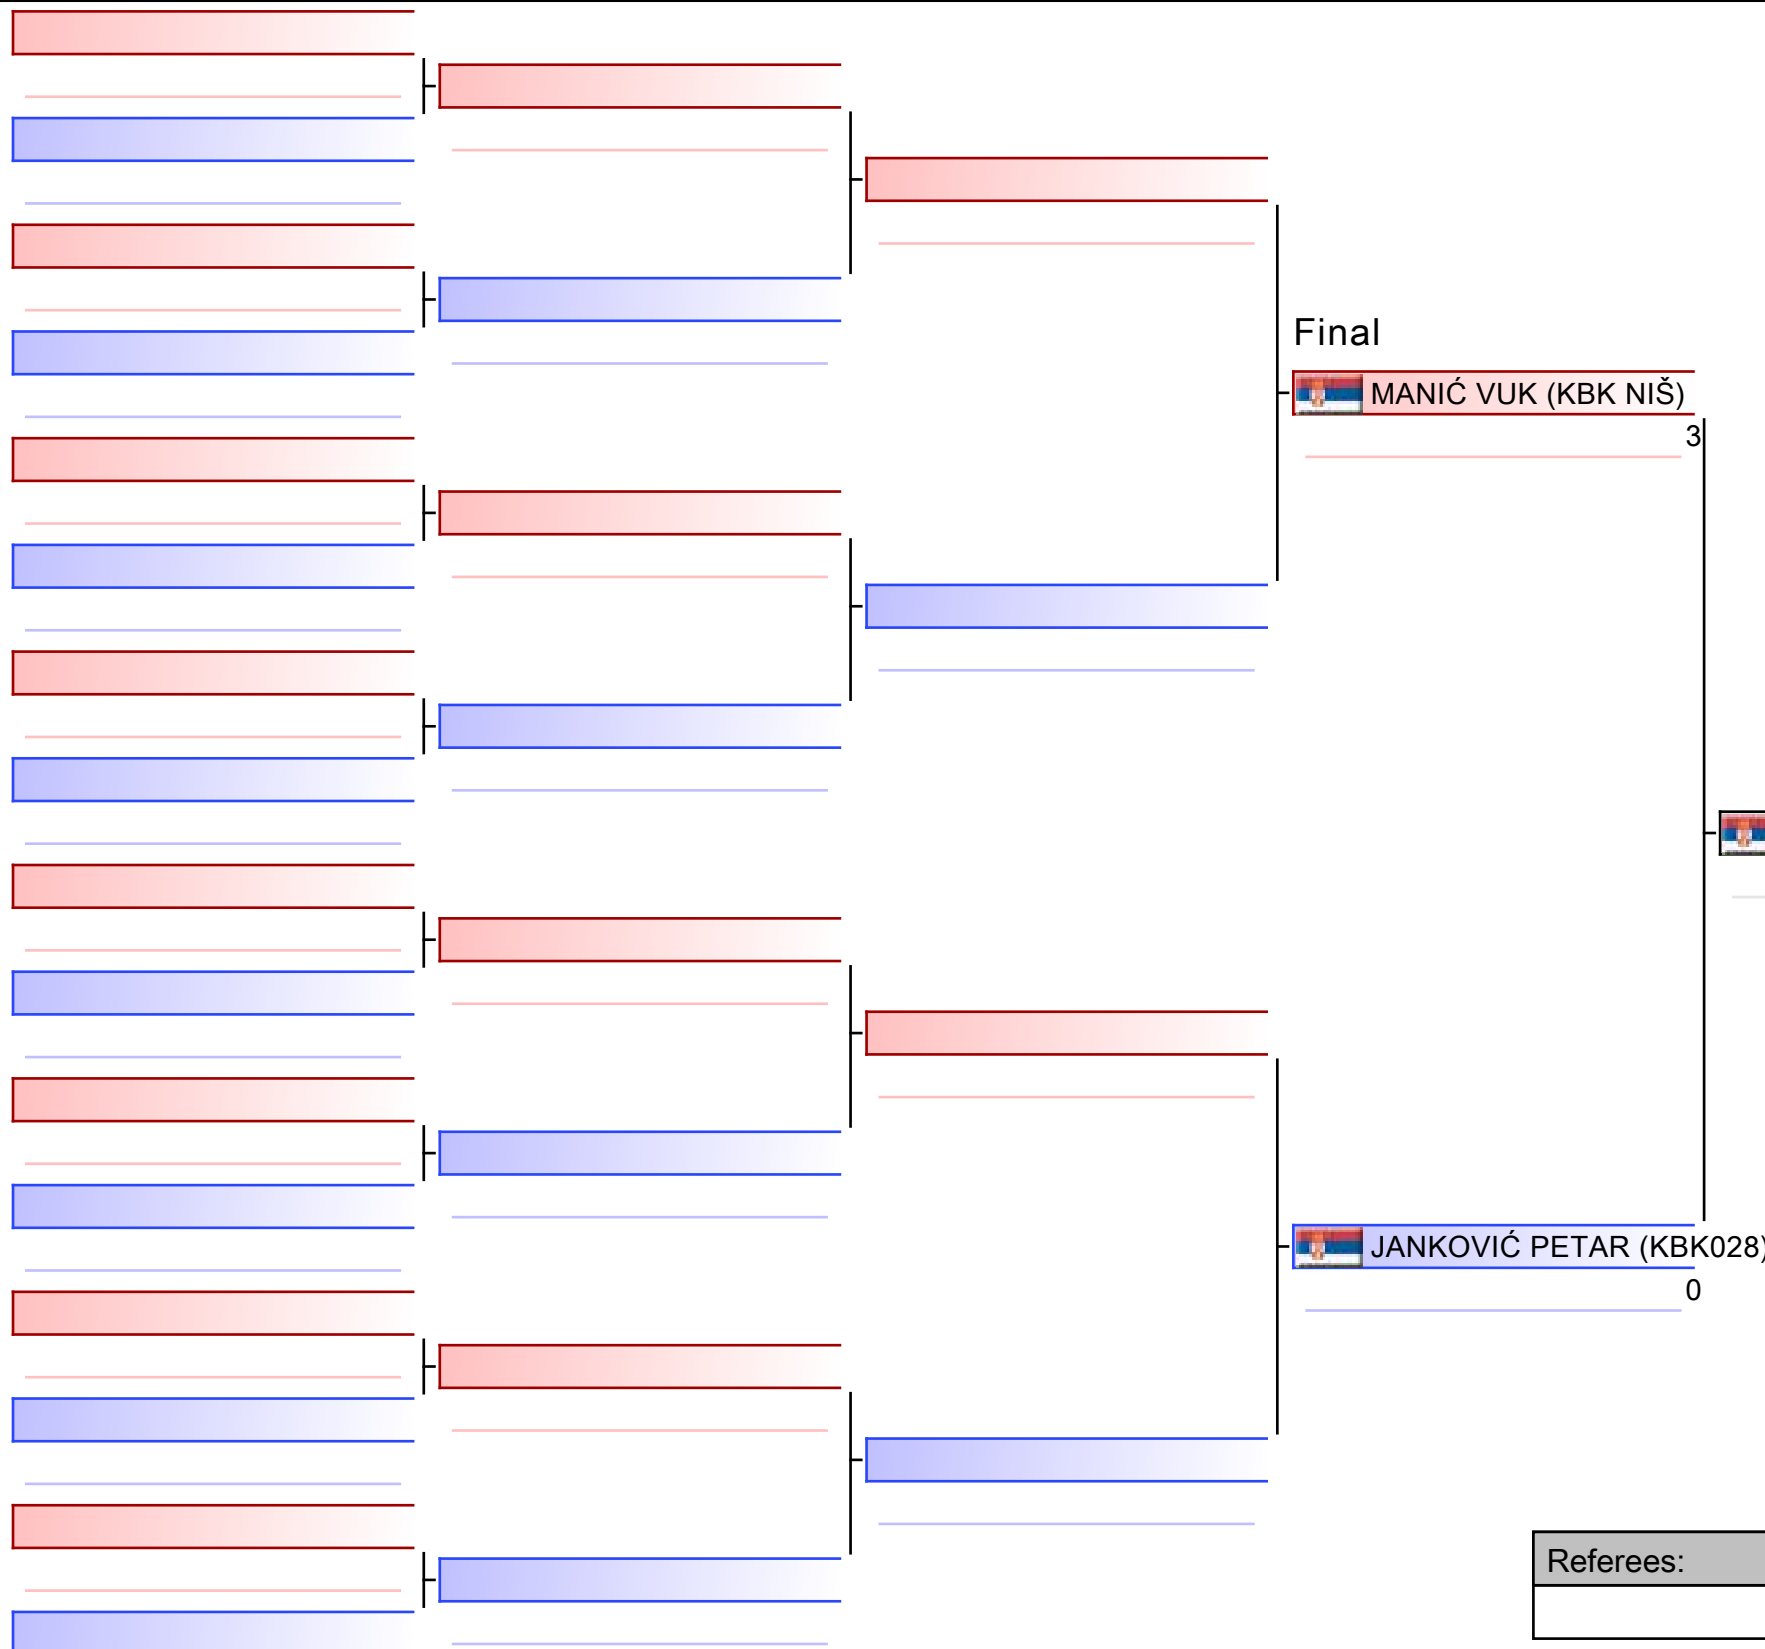 Final
MANIĆ VUK (KBK NIŠ)
3
JANKOVIĆ PETAR (KBK028)
0
Referees: